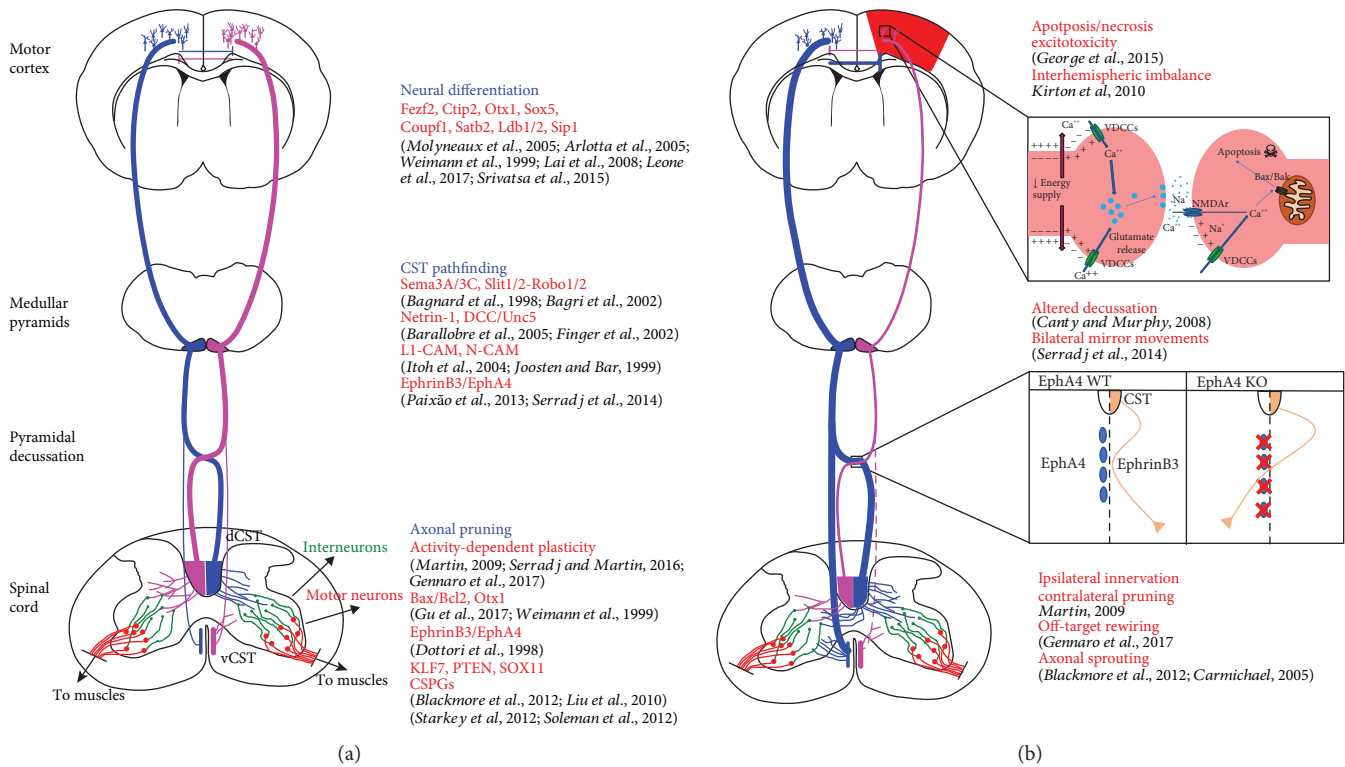 Motor
cortex
Medullar
pyramids
Pyramidal
decussation
Spinal
cord
Neural differentiation
Fezf2, Ctip2, Otx1, Sox5,
Coupf1, Satb2, Ldb1/2, Sip1
(Molyneaux et al., 2005; Arlotta et al., 2005;
Weimann et al., 1999; Lai et al., 2008; Leone
et al., 2017; Srivatsa et al., 2015)
CST pathfinding
Sema3A/3C, Slit1/2-Robo1/2
(Bagnard et al., 1998; Bagri et al., 2002)
Netrin-1, DCC/Unc5
(Barallobre et al., 2005; Finger et al., 2002)
L1-CAM, N-CAM
(Itoh et al., 2004; Joosten and Bar, 1999)
EphrinB3/EphA4
(Paixão et al., 2013; Serradj et al., 2014)
dCST
Interneurons
Motor neurons
vCST
To muscles
To muscles
Axonal pruning
Activity-dependent plasticity
(Martin, 2009; Serradj and Martin, 2016;
Gennaro et al., 2017)
Bax/Bcl2, Otx1
(Gu et al., 2017; Weimann et al., 1999)
EphrinB3/EphA4
(Dottori et al., 1998)
KLF7, PTEN, SOX11
CSPGs
(Blackmore et al., 2012; Liu et al., 2010)
(Starkey et al, 2012; Soleman et al., 2012)
(a)
Apotposis/necrosis
excitotoxicity
(George et al., 2015)
Interhemispheric imbalance
Kirton et al, 2010
Ca++
VDCCs
Ca++
++++
----
↓ Energy
supply
----
++++
Glutamate
release
VDCCs
Ca++
Na+
NMDAr
Ca++
Na+
Ca++
VDCCs
Apoptosis
Bax/Bak
Altered decussation
(Canty and Murphy, 2008)
Bilateral mirror movements
(Serradj et al., 2014)
EphA4 WT
EphA4 KO
CST
EphA4
EphrinB3
Ipsilateral innervation
contralateral pruning
Martin, 2009
Off-target rewiring
(Gennaro et al., 2017
Axonal sprouting
(Blackmore et al., 2012; Carmichael, 2005)
(b)